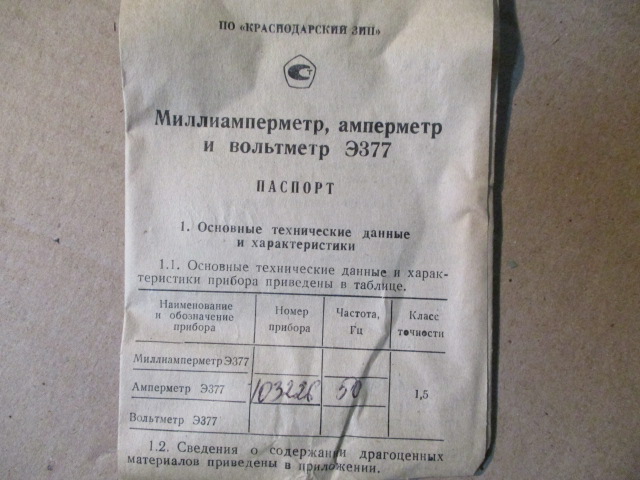 ПО «КРАСНОДАРСКИЙ ЗИП»
Миллиамперметр, амперметр
и вольтметр Э377
ПАСПОРТ
1. Основные технические данные
и характеристики
1.1. Основные технические данные и харак-
теристики прибора приведены в таблице.
Наименование и обозначение прибора | Номер прибора | Частота, Гц | Класс точности
Миллиамперметр Э377
Амперметр Э377 | 103226 | 50 | 1,5
Вольтметр Э377
1.2. Сведения о содержании драгоценных
материалов приведены в приложении.